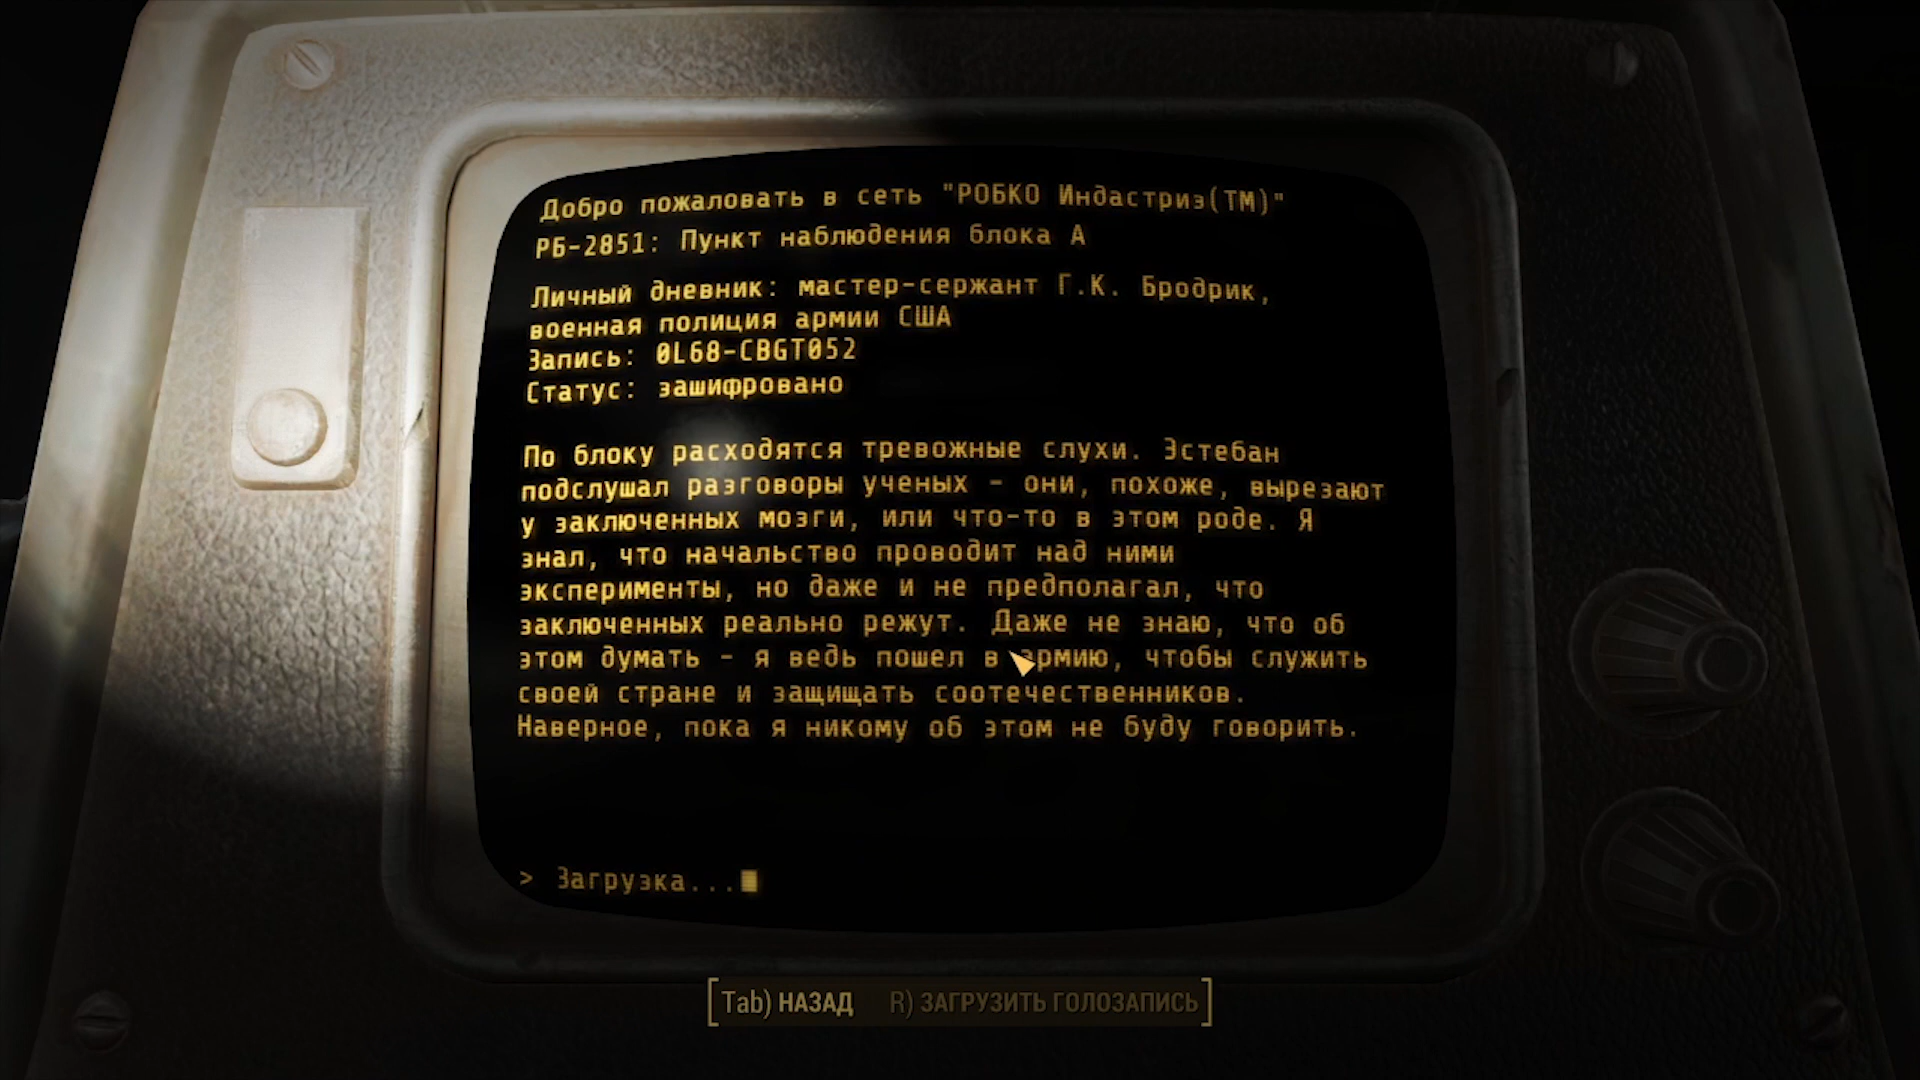 Добро пожаловать в сеть "РОБКО Индастриз(ТМ)"
РБ-2851: Пункт наблюдения блока А
Личный дневник: мастер-сержант Г.К. Бродрик,
военная полиция армии США
Запись: 0L68-CBGT052
Статус: зашифровано
По блоку расходятся тревожные слухи. Эстебан
подслушал разговоры ученых - они, похоже, вырезают
у заключенных мозги, или что-то в этом роде. Я
знал, что начальство проводит над ними
эксперименты, но даже и не предполагал, что
заключенных реально режут. Даже не знаю, что об
этом думать - я ведь пошел в армию, чтобы служить
своей стране и защищать соотечественников.
Наверное, пока я никому об этом не буду говорить.
> Загрузка...
Tab) НАЗАД R) ЗАГРУЗИТЬ ГОЛОЗАПИСЬ